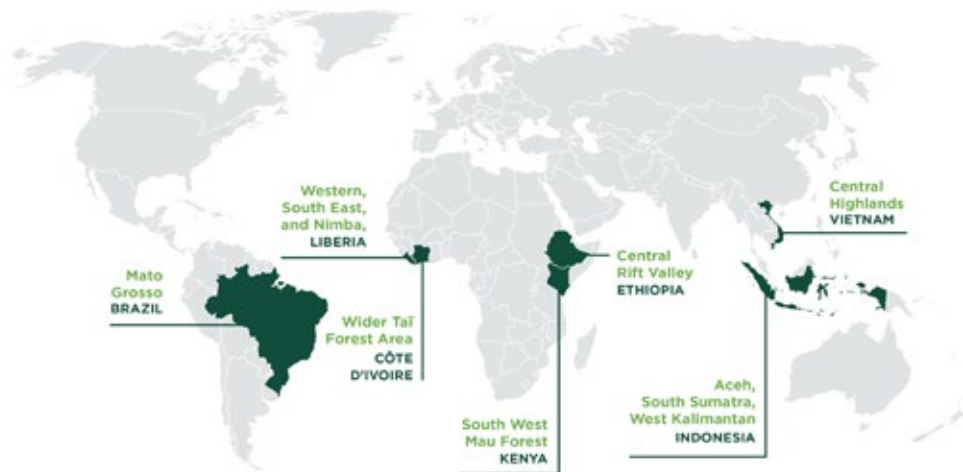 Western,
South East,
and Nimba,
LIBERIA
Mato
Grosso
BRAZIL
Wider Taï
Forest Area
CÔTE
D'IVOIRE
Central
Rift Valley
ETHIOPIA
South West
Mau Forest
KENYA
Central
Highlands
VIETNAM
Aceh,
South Sumatra,
West Kalimantan
INDONESIA